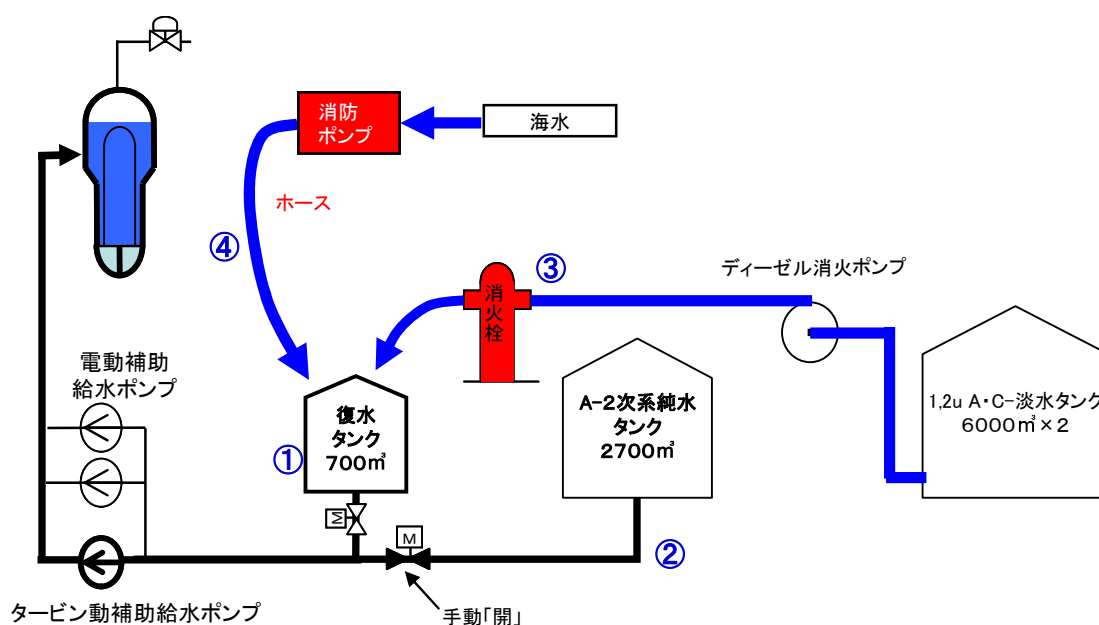 消防
ポンプ
海水
ホース
④
③
ディーゼル消火ポンプ
消
火
栓
電動補助
給水ポンプ
復水
タンク
700㎥
①
A-2次系純水
タンク
2700㎥
1,2u A・C-淡水タンク
6000㎥×2
M
M
②
タービン動補助給水ポンプ
手動「開」